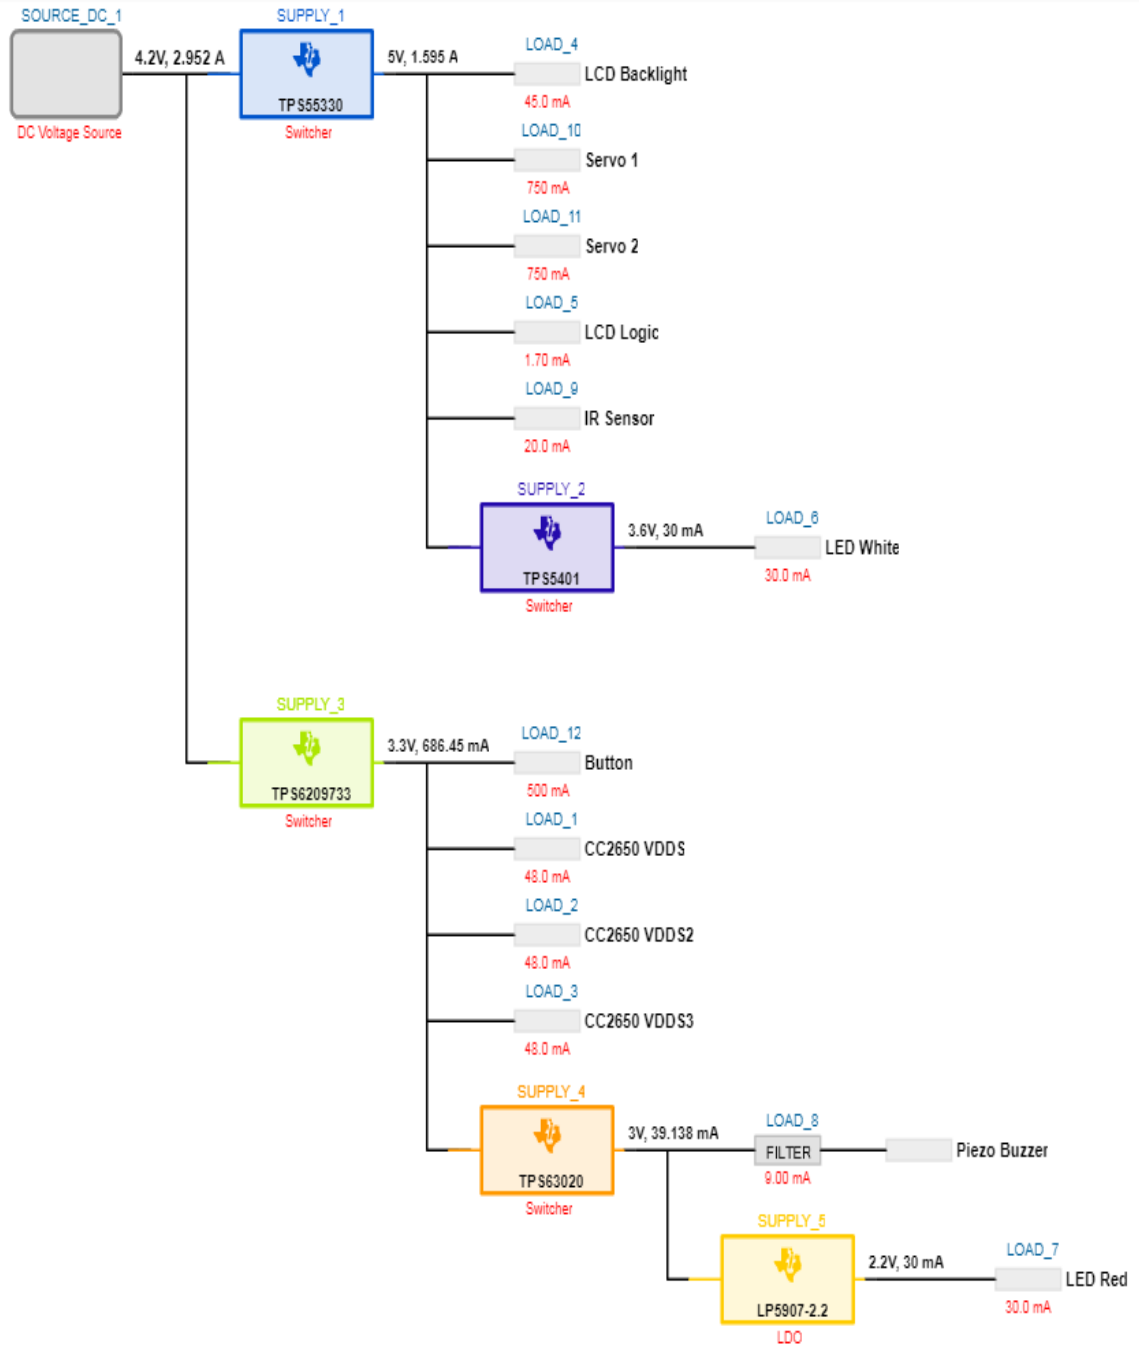 SOURCE_DC_1
SUPPLY_1
4.2V, 2.952 A
TPS55330
5V, 1.595 A
DC Voltage Source
Switcher
LOAD_4
LCD Backlight
45.0 mA
LOAD_10
Servo 1
750 mA
LOAD_11
Servo 2
750 mA
LOAD_5
LCD Logic
1.70 mA
LOAD_9
IR Sensor
20.0 mA
SUPPLY_2
TPS5401
Switcher
3.6V, 30 mA
LOAD_6
LED White
30.0 mA
SUPPLY_3
TPS6209733
Switcher
3.3V, 686.45 mA
LOAD_12
Button
500 mA
LOAD_1
CC2650 VDDS
48.0 mA
LOAD_2
CC2650 VDDS2
48.0 mA
LOAD_3
CC2650 VDDS3
48.0 mA
SUPPLY_4
TPS63020
Switcher
3V, 39.138 mA
LOAD_8
FILTER
Piezo Buzzer
9.00 mA
SUPPLY_5
LP5907-2.2
LDO
2.2V, 30 mA
LOAD_7
LED Red
30.0 mA